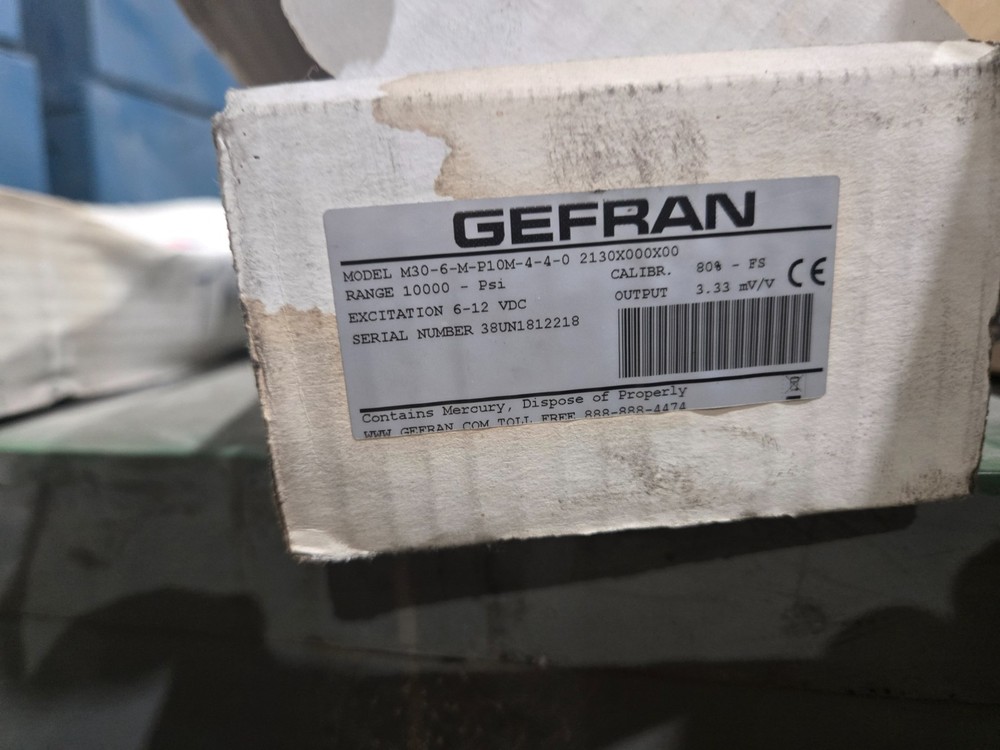 GEFRAN
MODEL M30-6-M-P10M-4-4-0 2130X000X00
RANGE 10000 - Psi
CALIBR. 80% - FS
CE
EXCITATION 6-12 VDC
OUTPUT 3.33 mV/V
SERIAL NUMBER 38UN1812218
Contains Mercury, Dispose of Properly
WWW.GEFRAN.COM TOLL FREE 888-888-4474